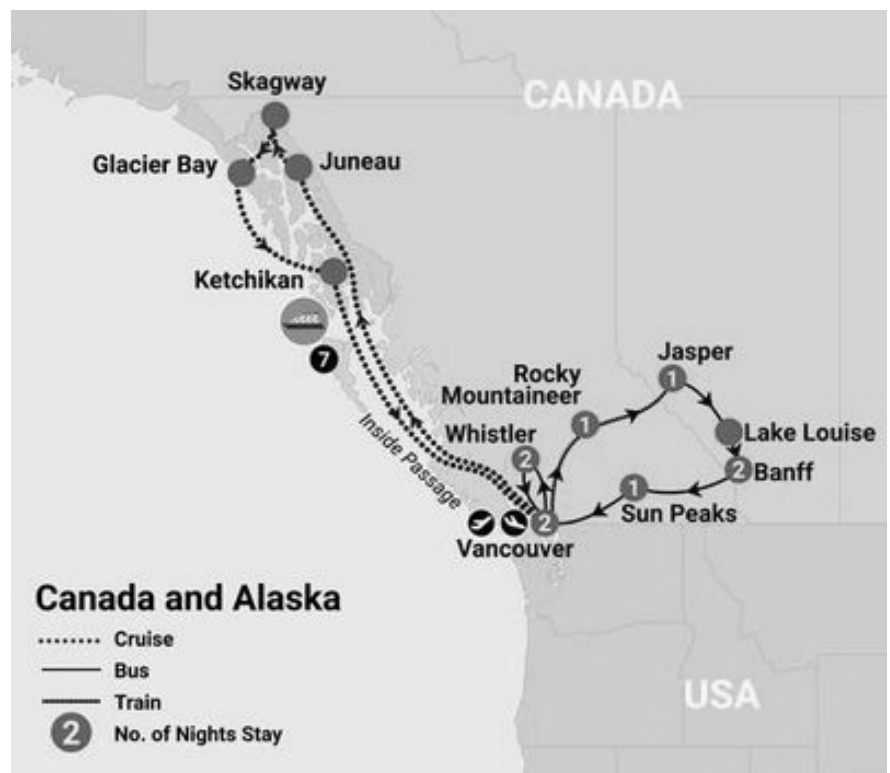 CANADA
Skagway
Glacier Bay
Juneau
Ketchikan
7
Inside Passage
Jasper
1
Rocky
Mountaineer
1
Whistler
2
Lake Louise
2
Banff
1
Sun Peaks
2
Vancouver
Canada and Alaska
Cruise
Bus
Train
2 No. of Nights Stay
USA